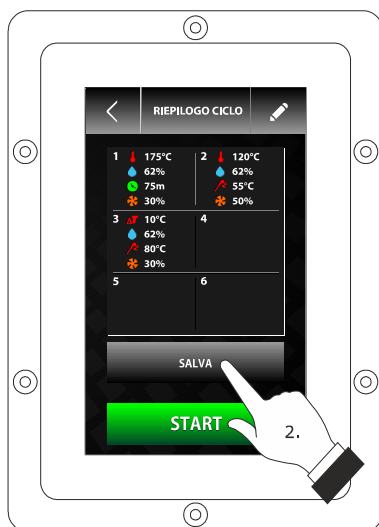 RIEPILOGO CICLO
1 175°C 2 120°C
62% 62%
75m 55°C
30% 50%
3 ΔT 10°C 4
62%
80°C
30%
5 6
SALVA
START
2.